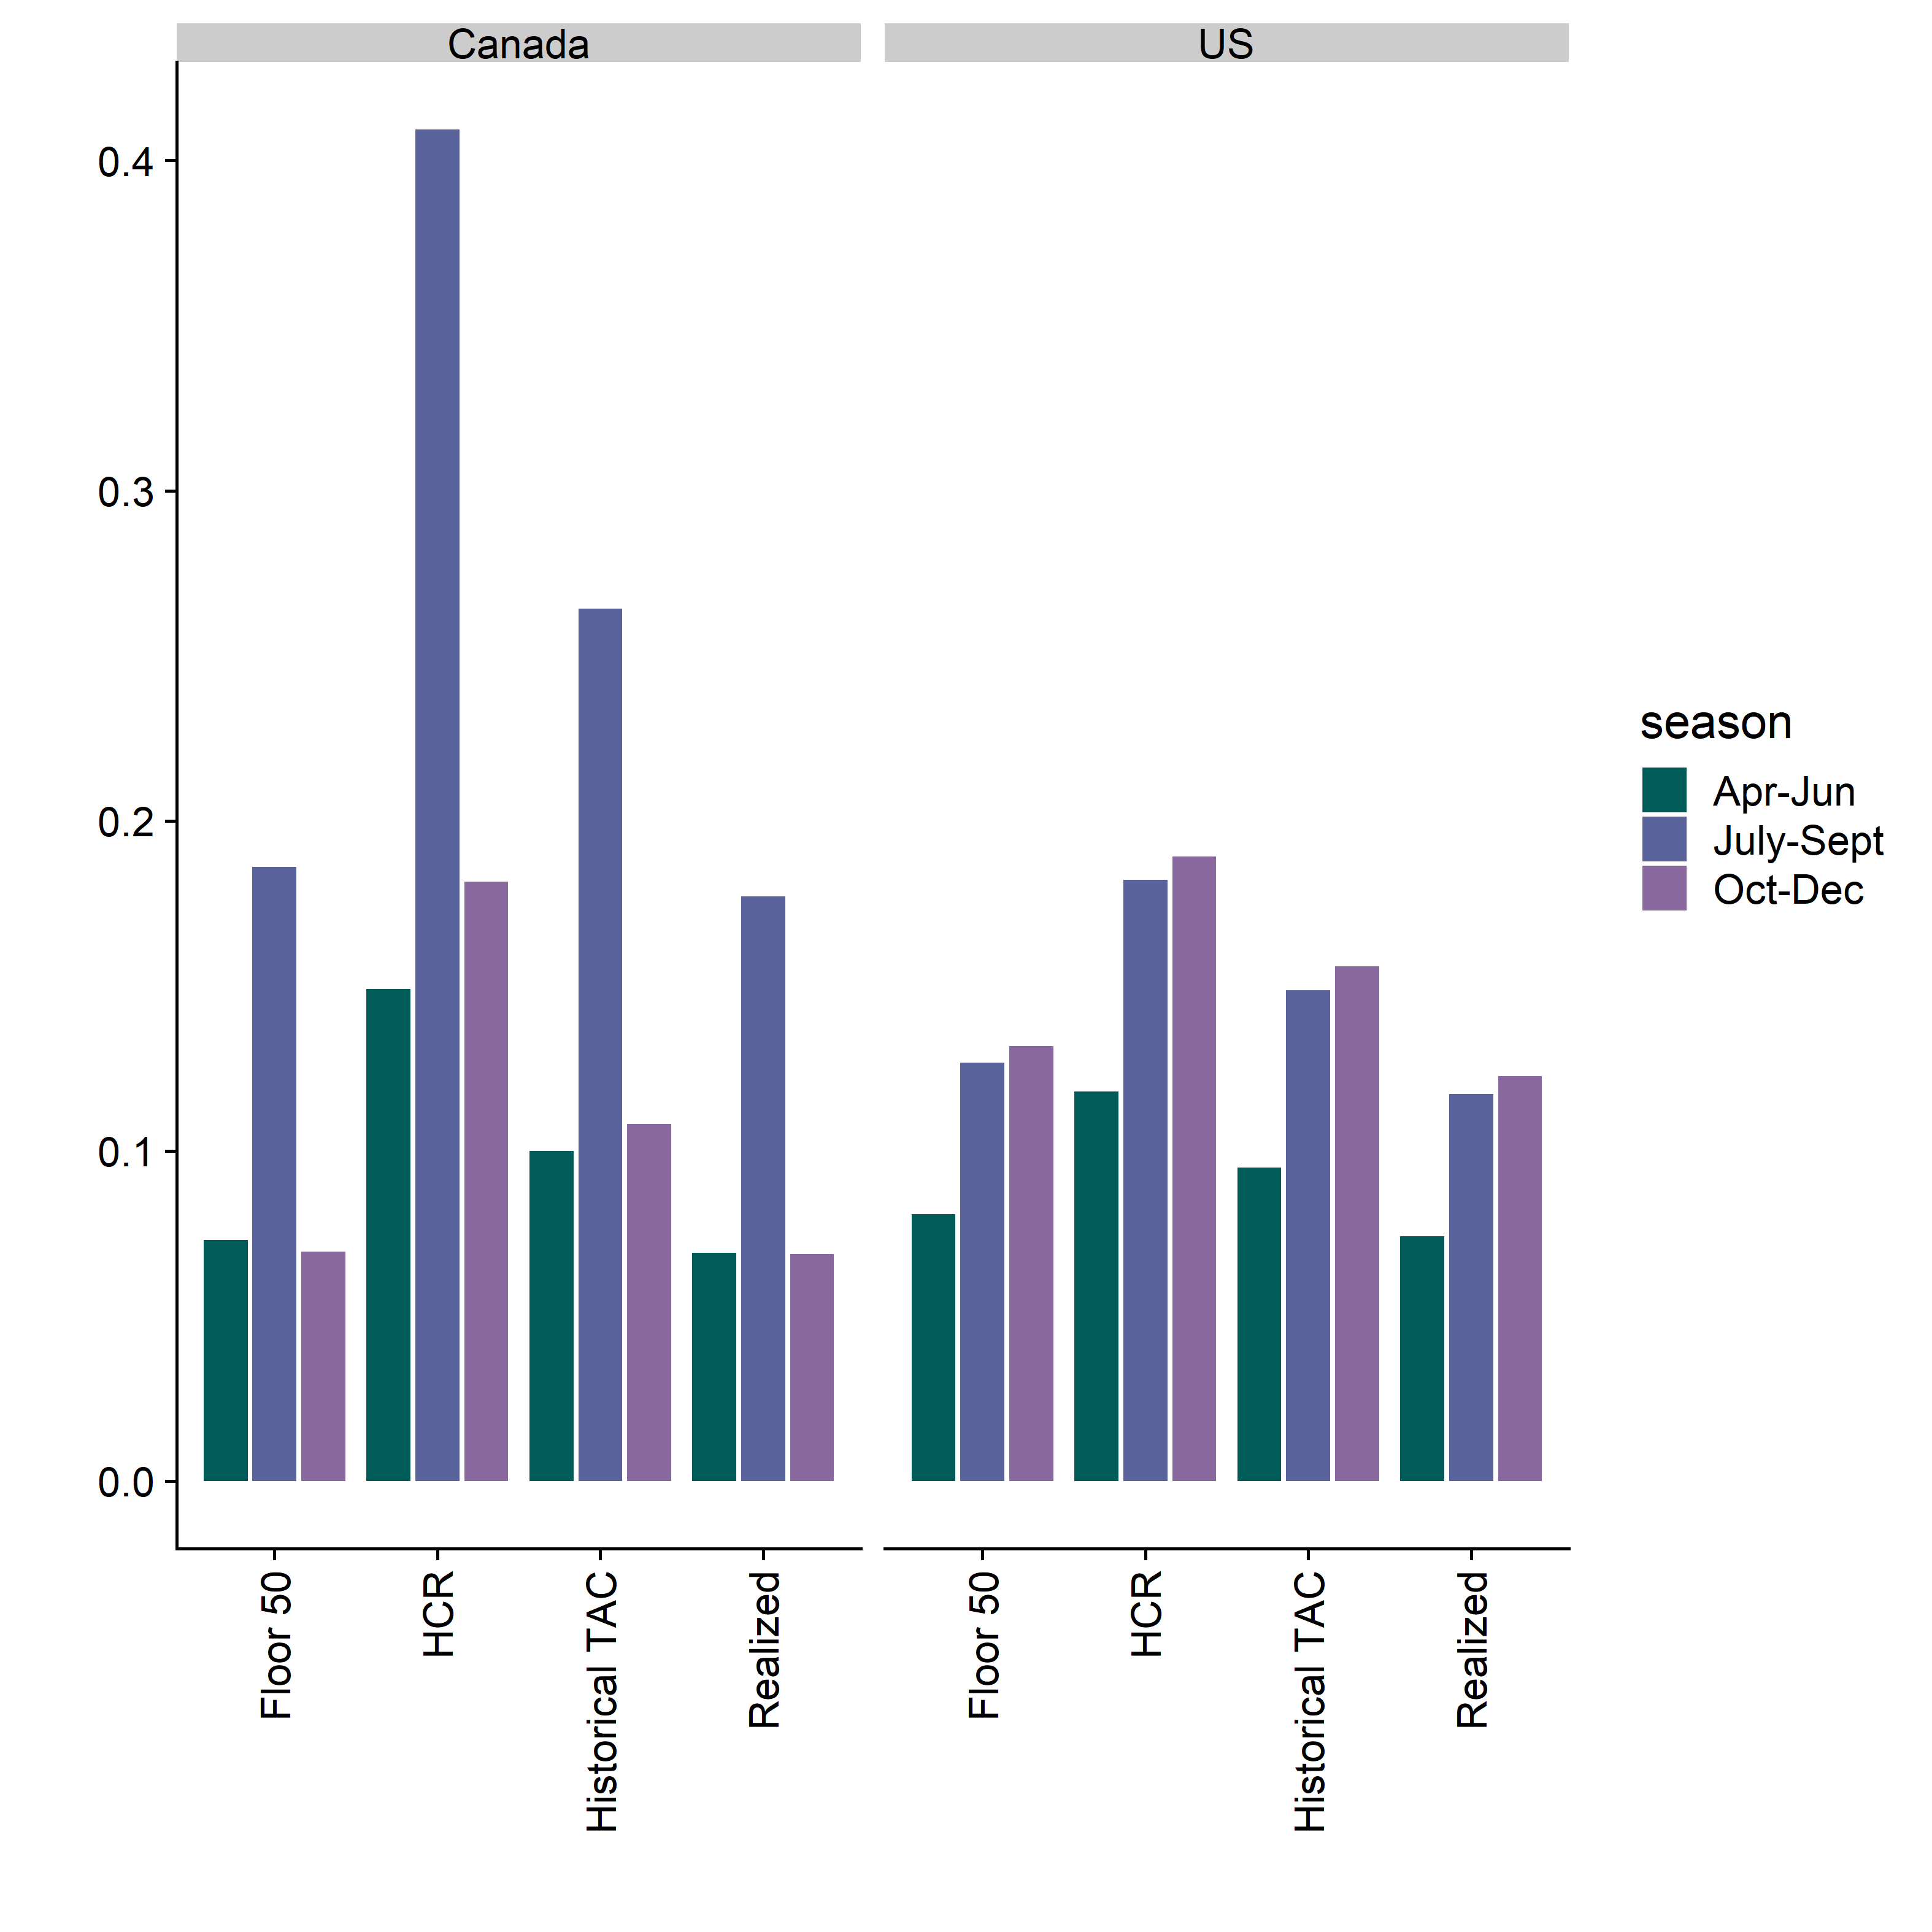 Canada
US
0.4
0.3
0.2
0.1
0.0
Floor 50
HCR
Historical TAC
Realized
Floor 50
HCR
Historical TAC
Realized
season
Apr-Jun
July-Sept
Oct-Dec